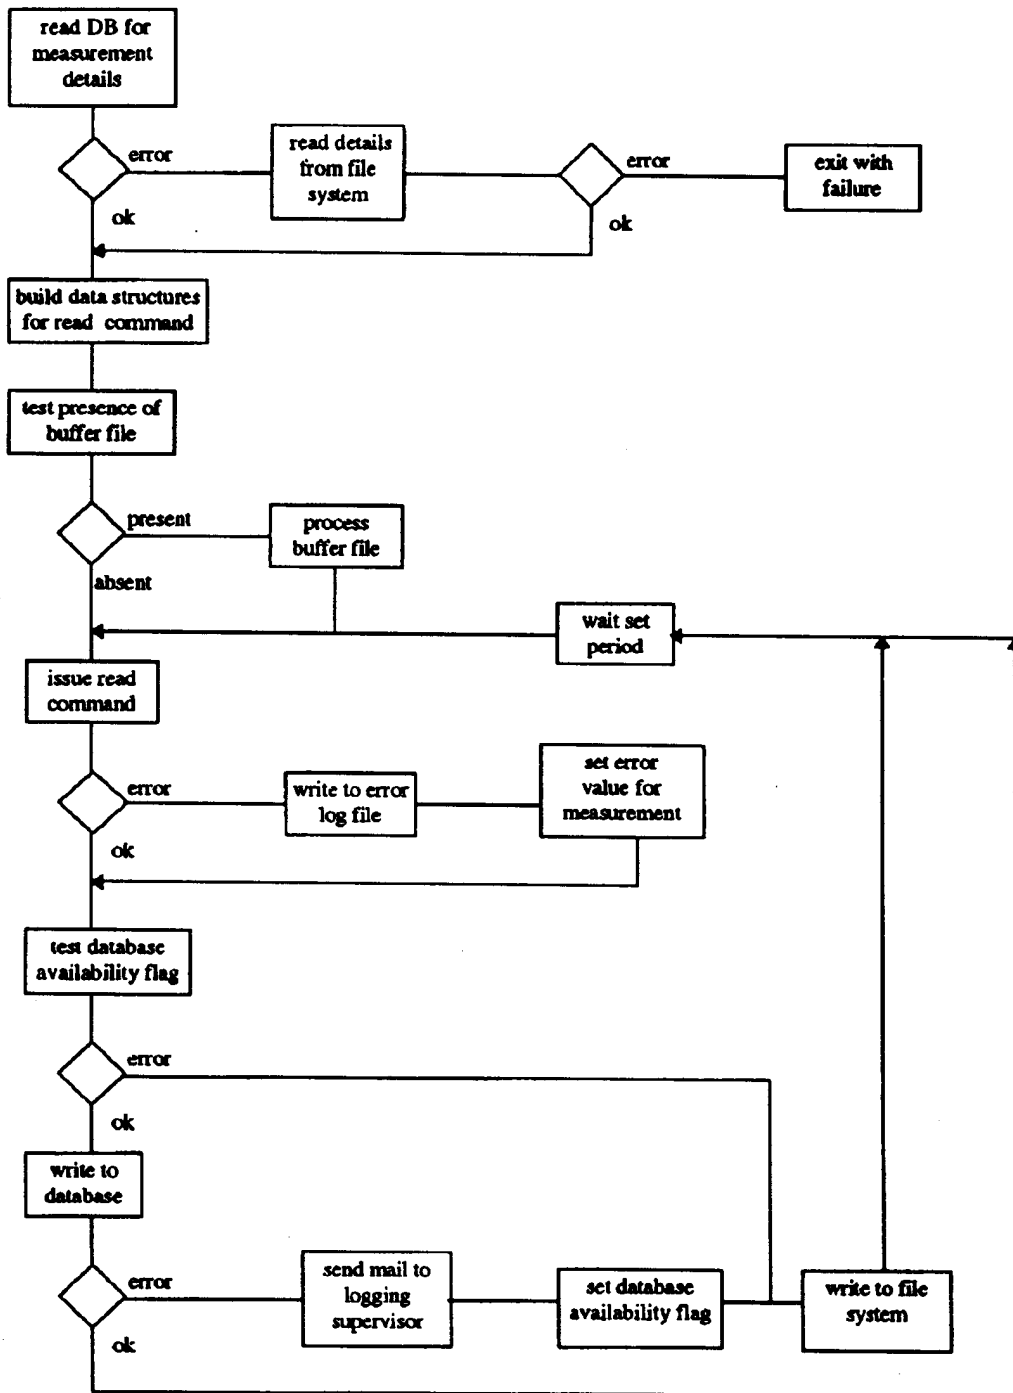 read DB for
measurement
details
error
read details
from file
system
error
exit with
failure
ok
ok
build data structures
for read command
test presence of
buffer file
present
process
buffer file
absent
wait set
period
issue read
command
error
write to error
log file
set error
value for
measurement
ok
test database
availability flag
error
ok
write to
database
error
send mail to
logging
supervisor
set database
availability flag
write to file
system
ok